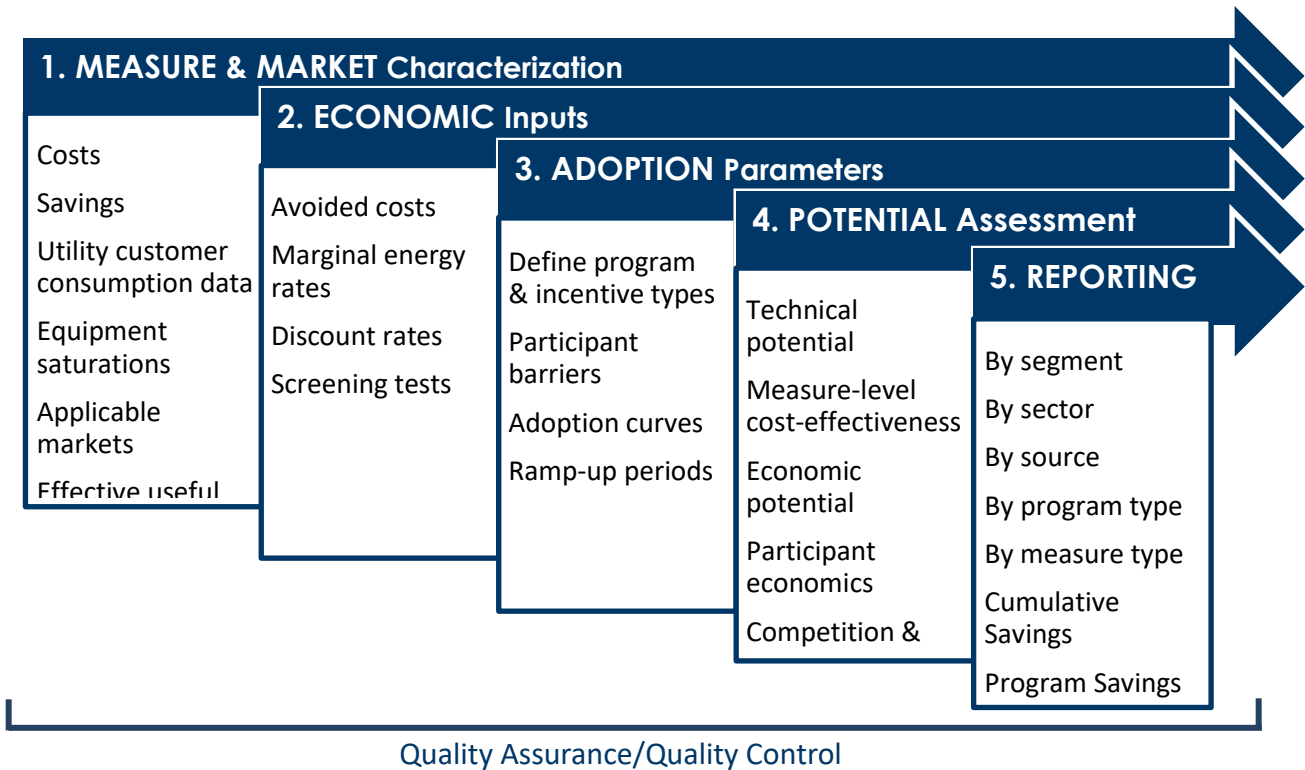 1. MEASURE & MARKET Characterization
Costs
Savings
Utility customer
consumption data
Equipment
saturations
Applicable
markets
Effective useful
2. ECONOMIC Inputs
Avoided costs
Marginal energy
rates
Discount rates
Screening tests
3. ADOPTION Parameters
Define program
& incentive types
Participant
barriers
Adoption curves
Ramp-up periods
4. POTENTIAL Assessment
Technical
potential
Measure-level
cost-effectiveness
Economic
potential
Participant
economics
Competition &
5. REPORTING
By segment
By sector
By source
By program type
By measure type
Cumulative
Savings
Program Savings
Quality Assurance/Quality Control